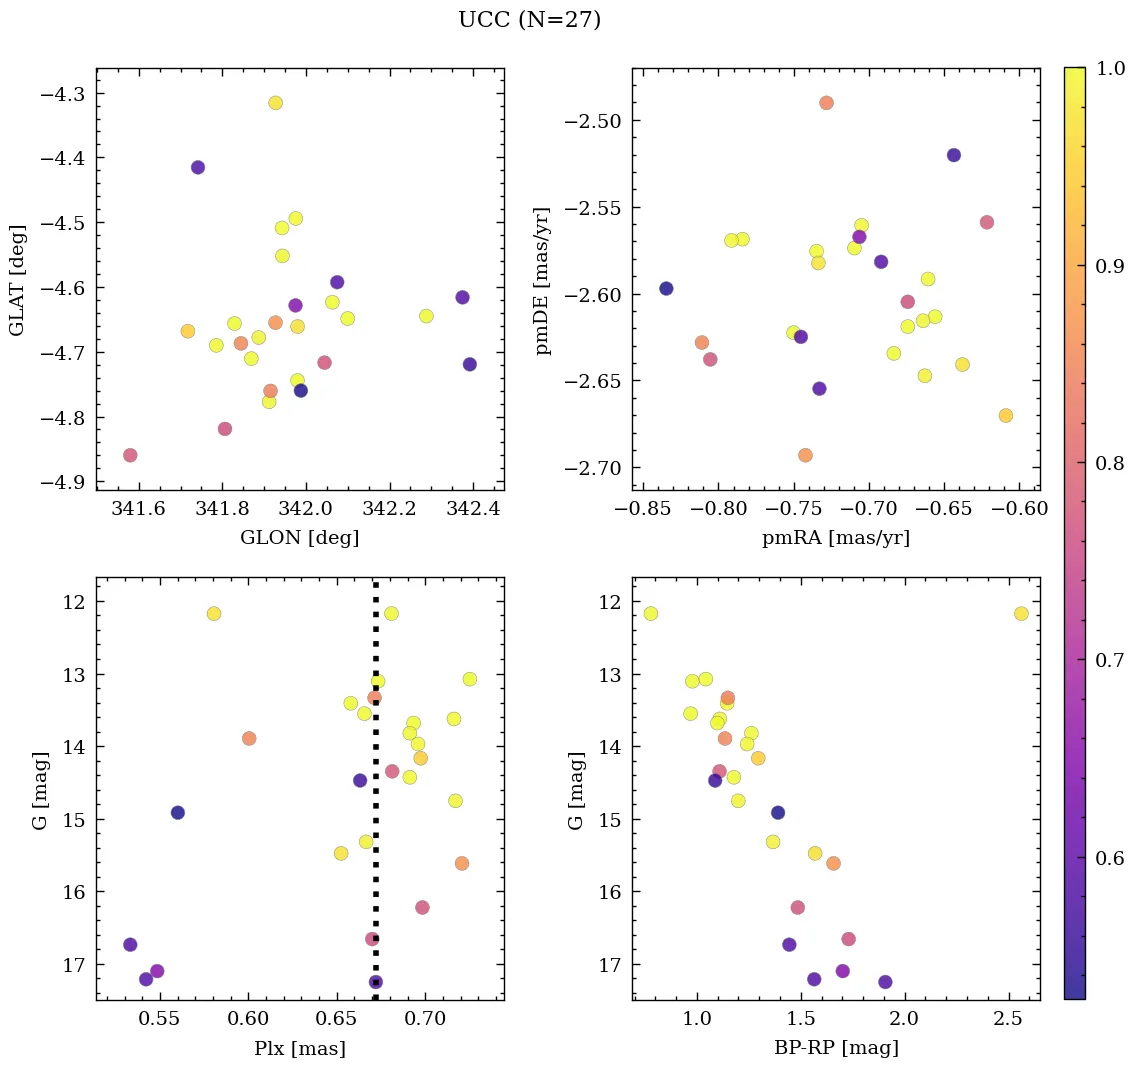 UCC (N=27)
−4.3
−4.4
−4.5
−4.6
−4.7
−4.8
−4.9
GLAT [deg]
341.6 341.8 342.0 342.2 342.4
GLON [deg]
−2.50
−2.55
−2.60
−2.65
−2.70
pmDE [mas/yr]
−0.85 −0.80 −0.75 −0.70 −0.65 −0.60
pmRA [mas/yr]
1.0
0.9
0.8
0.7
0.6
12
13
14
15
16
17
G [mag]
0.55 0.60 0.65 0.70
Plx [mas]
12
13
14
15
16
17
G [mag]
1.0 1.5 2.0 2.5
BP-RP [mag]